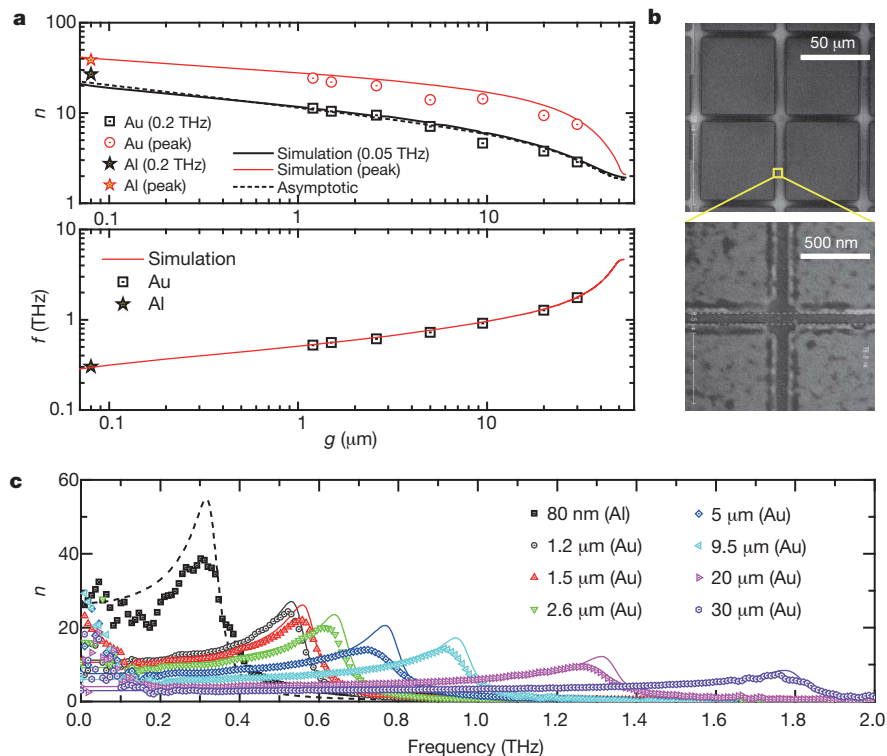 a
100
10
1
n
Au (0.2 THz)
Au (peak)
Al (0.2 THz)
Al (peak)
Simulation (0.05 THz)
Simulation (peak)
Asymptotic
0.1
1
10
10
1
0.1
f (THz)
Simulation
Au
Al
0.1
1
10
g (μm)
b
50 μm
500 nm
c
60
40
20
0
n
80 nm (Al)
1.2 μm (Au)
1.5 μm (Au)
2.6 μm (Au)
5 μm (Au)
9.5 μm (Au)
20 μm (Au)
30 μm (Au)
0.0
0.2
0.4
0.6
0.8
1.0
1.2
1.4
1.6
1.8
2.0
Frequency (THz)